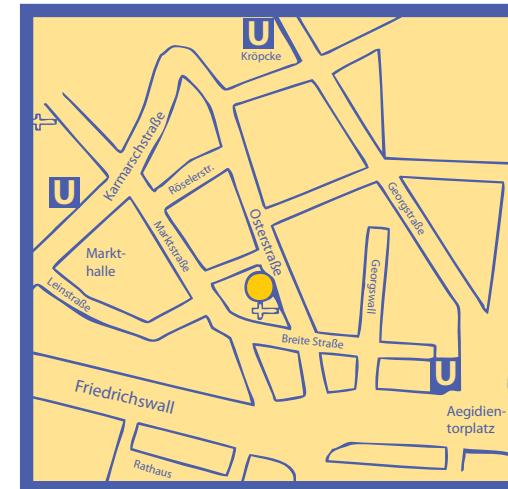 U
Kröpcke
Karmarschstraße
U
Röselerstr.
Georgstraße
Osterstraße
Marktstraße
Markt-
halle
Georgswall
Leinstraße
Breite Straße
U
Friedrichswall
Aegidien-
torplatz
Rathaus